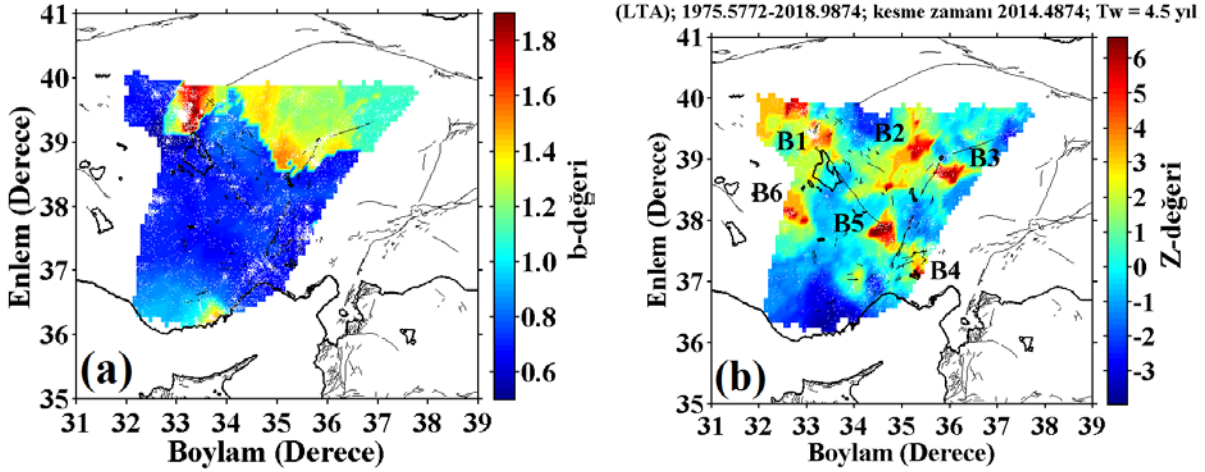 (LTA); 1975.5772-2018.9874; kesme zamanı 2014.4874; Tw = 4.5 yıl
41
40
39
38
37
36
35
31 32 33 34 35 36 37 38 39
Enlem (Derece)
Boylam (Derece)
(a)
1.8
1.6
1.4
1.2
1.0
0.8
0.6
b-değeri
41
40
39
38
37
36
35
31 32 33 34 35 36 37 38 39
Enlem (Derece)
Boylam (Derece)
(b)
B1
B2
B3
B6
B5
B4
6
5
4
3
2
1
0
-1
-2
-3
Z-değeri